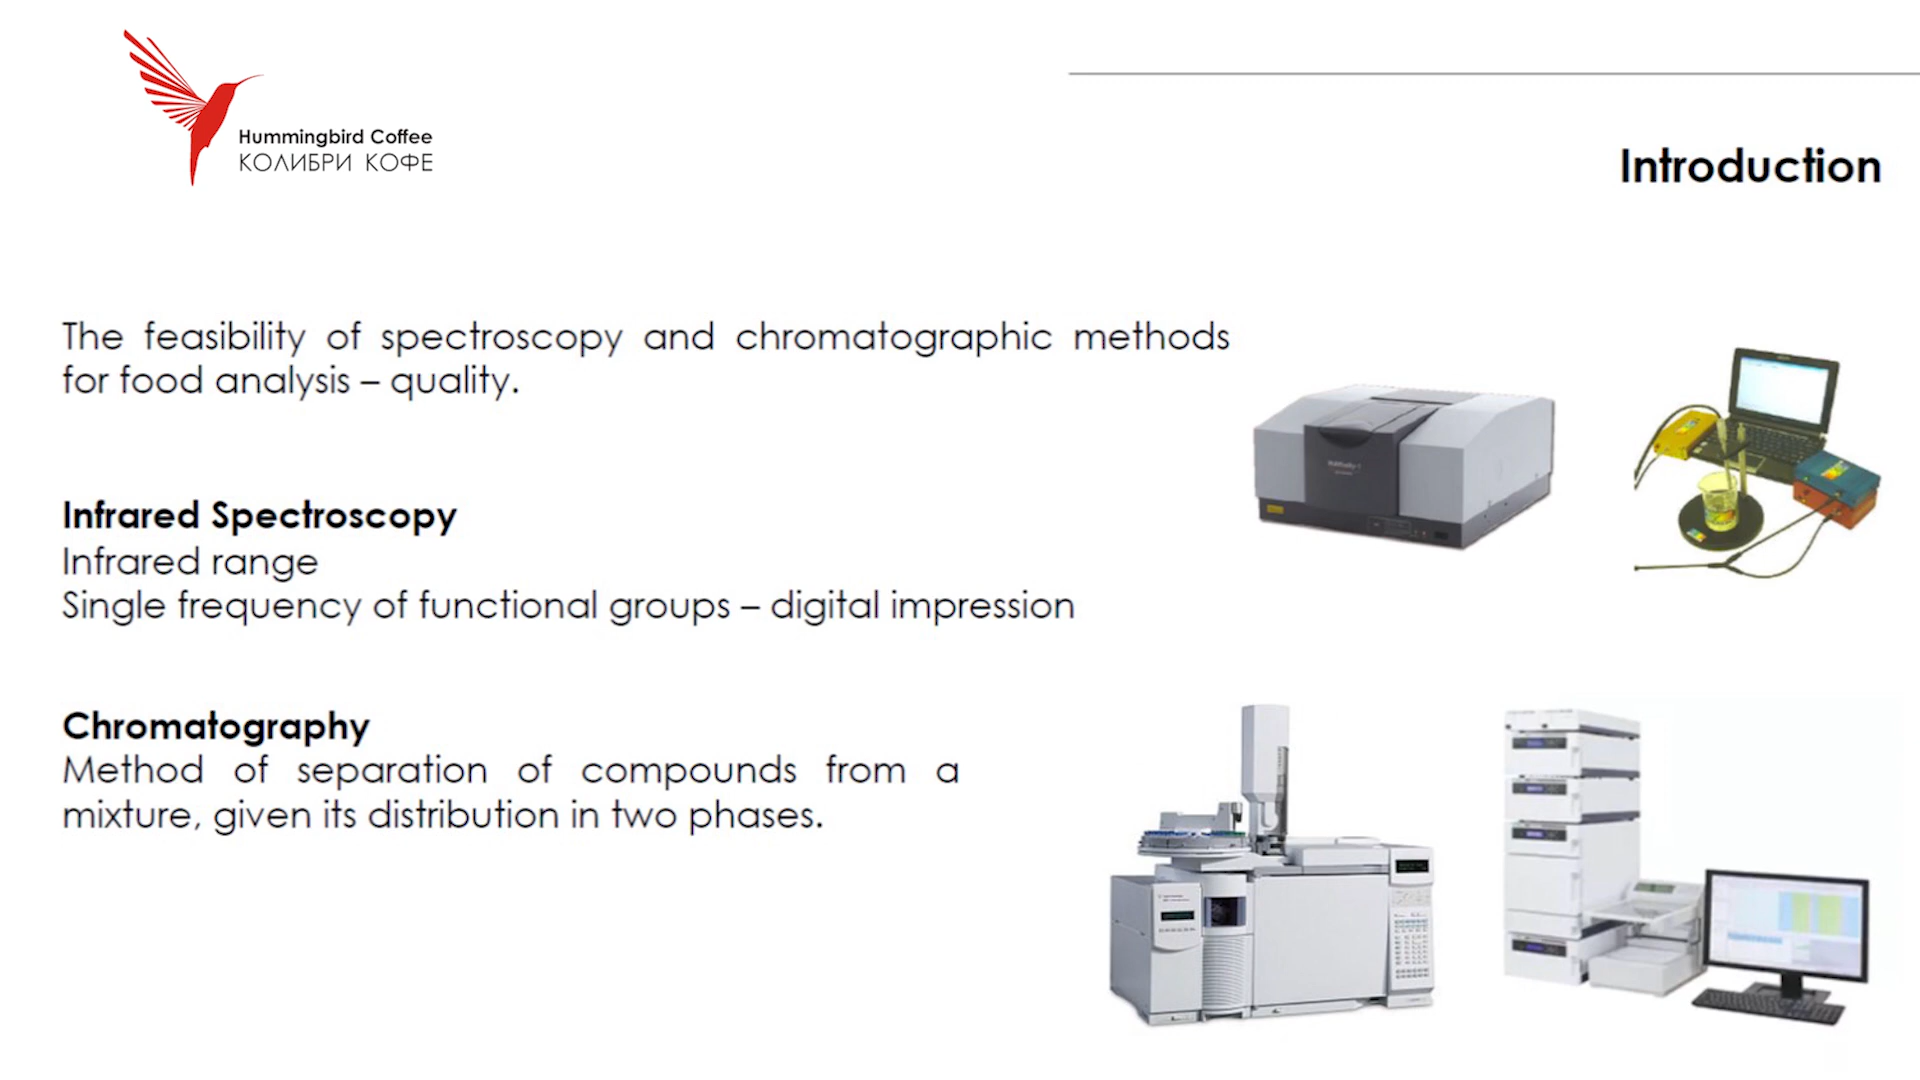 Hummingbird Coffee
КОЛИБРИ КОФЕ
Introduction
The feasibility of spectroscopy and chromatographic methods
for food analysis – quality.
Infrared Spectroscopy
Infrared range
Single frequency of functional groups – digital impression
Chromatography
Method of separation of compounds from a
mixture, given its distribution in two phases.